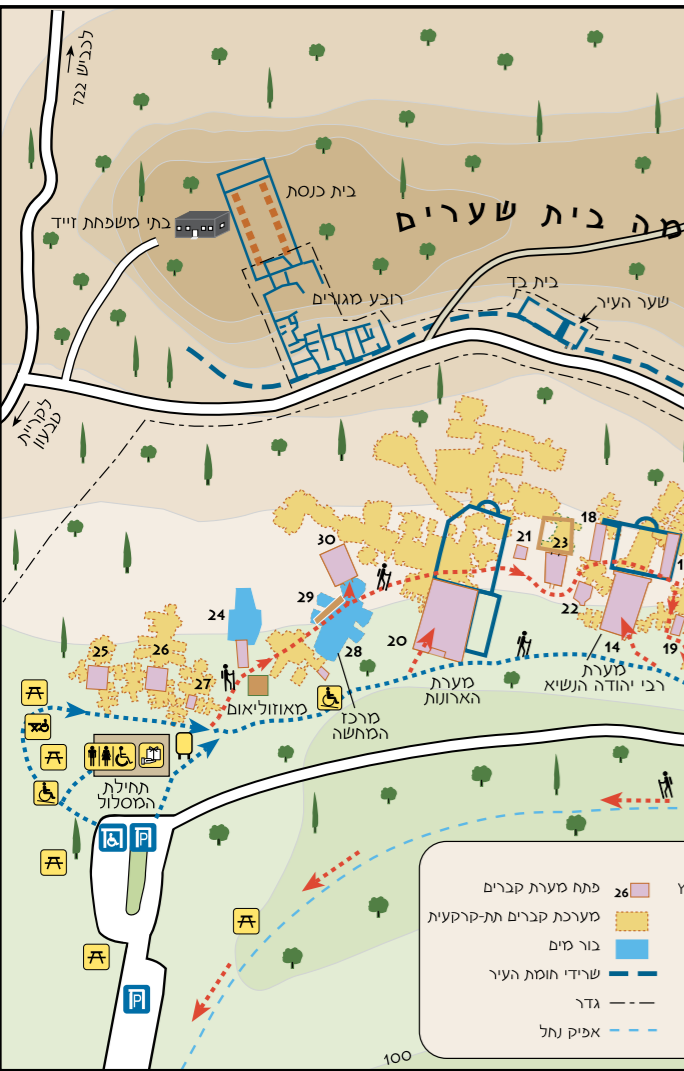 לכביש 722
בית כנסת
בתי משפחת זייד
מה בית שערים
רובע מגורים
בית בד
שער העיר
לקריית
טבעון
30
21
23
18
29
24
22
28
20
14
19
25
26
27
מערת
רבי יהודה הנשיא
מערת
הארונות
מאוזוליאום
מרכז
המחשה
תחילת
המסלול
P
P
26 פתח מערת קברים
מערכת קברים תת-קרקעית
בור מים
שרידי חומת העיר
גדר
אפיק נחל
100